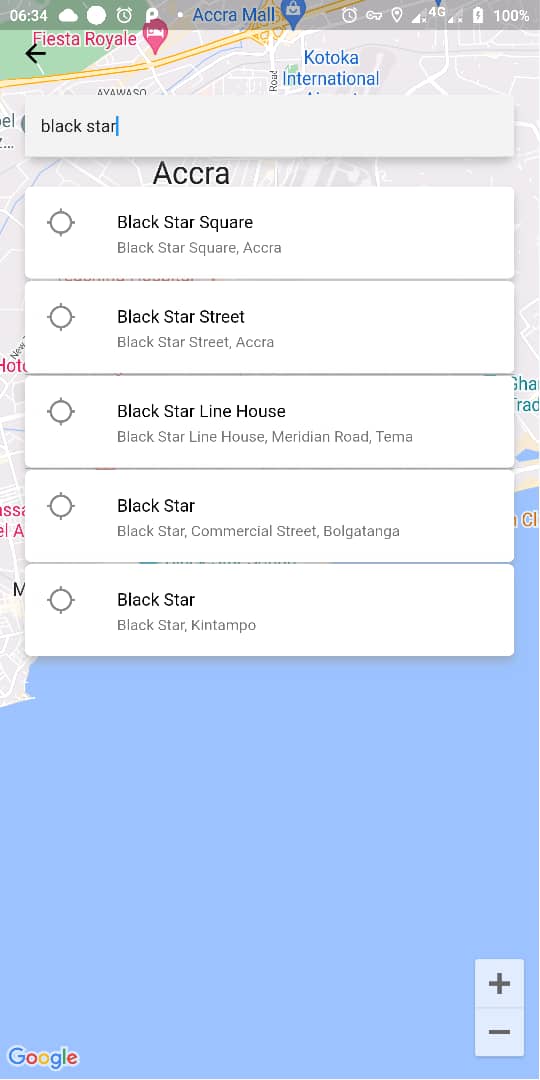 06:34
4G
100%
Accra Mall
Fiesta Royale
Kotoka
International
AYAWASO
Road
black star
Accra
Black Star Square
Black Star Square, Accra
Black Star Street
Black Star Street, Accra
Black Star Line House
Black Star Line House, Meridian Road, Tema
Black Star
Black Star, Commercial Street, Bolgatanga
Black Star
Black Star, Kintampo
+
−
Google